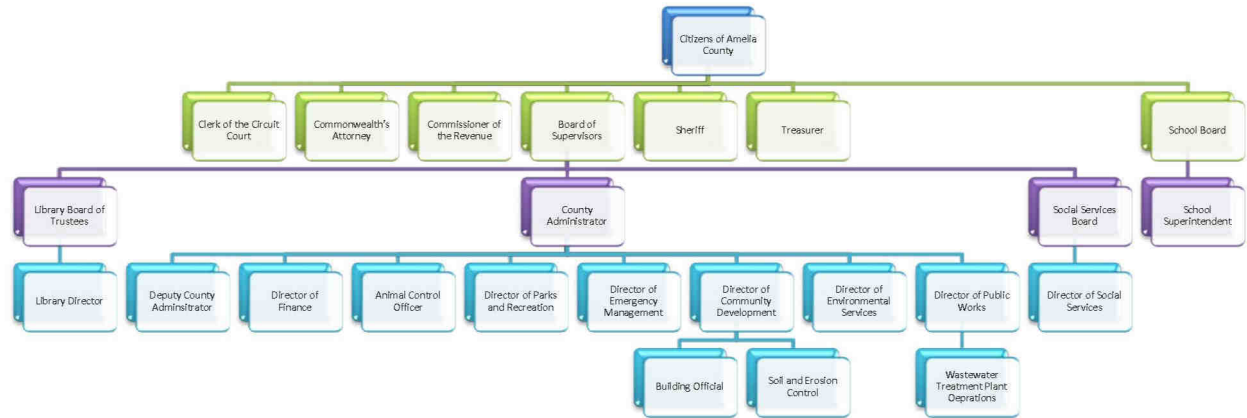 Citizens of Amelia
County
Clerk of the Circuit
Court
Commonwealth's
Attorney
Commissioner of
the Revenue
Board of
Supervisors
Sheriff
Treasurer
School Board
Library Board of
Trustees
County
Administrator
Social Services
Board
School
Superintendent
Library Director
Deputy County
Adminsitrator
Director of
Finance
Animal Control
Officer
Director of Parks
and Recreation
Director of
Emergency
Management
Director of
Community
Development
Director of
Environmental
Services
Director of Public
Works
Director of Social
Services
Building Official
Soil and Erosion
Control
Wastewater
Treatment Plant
Oeprations